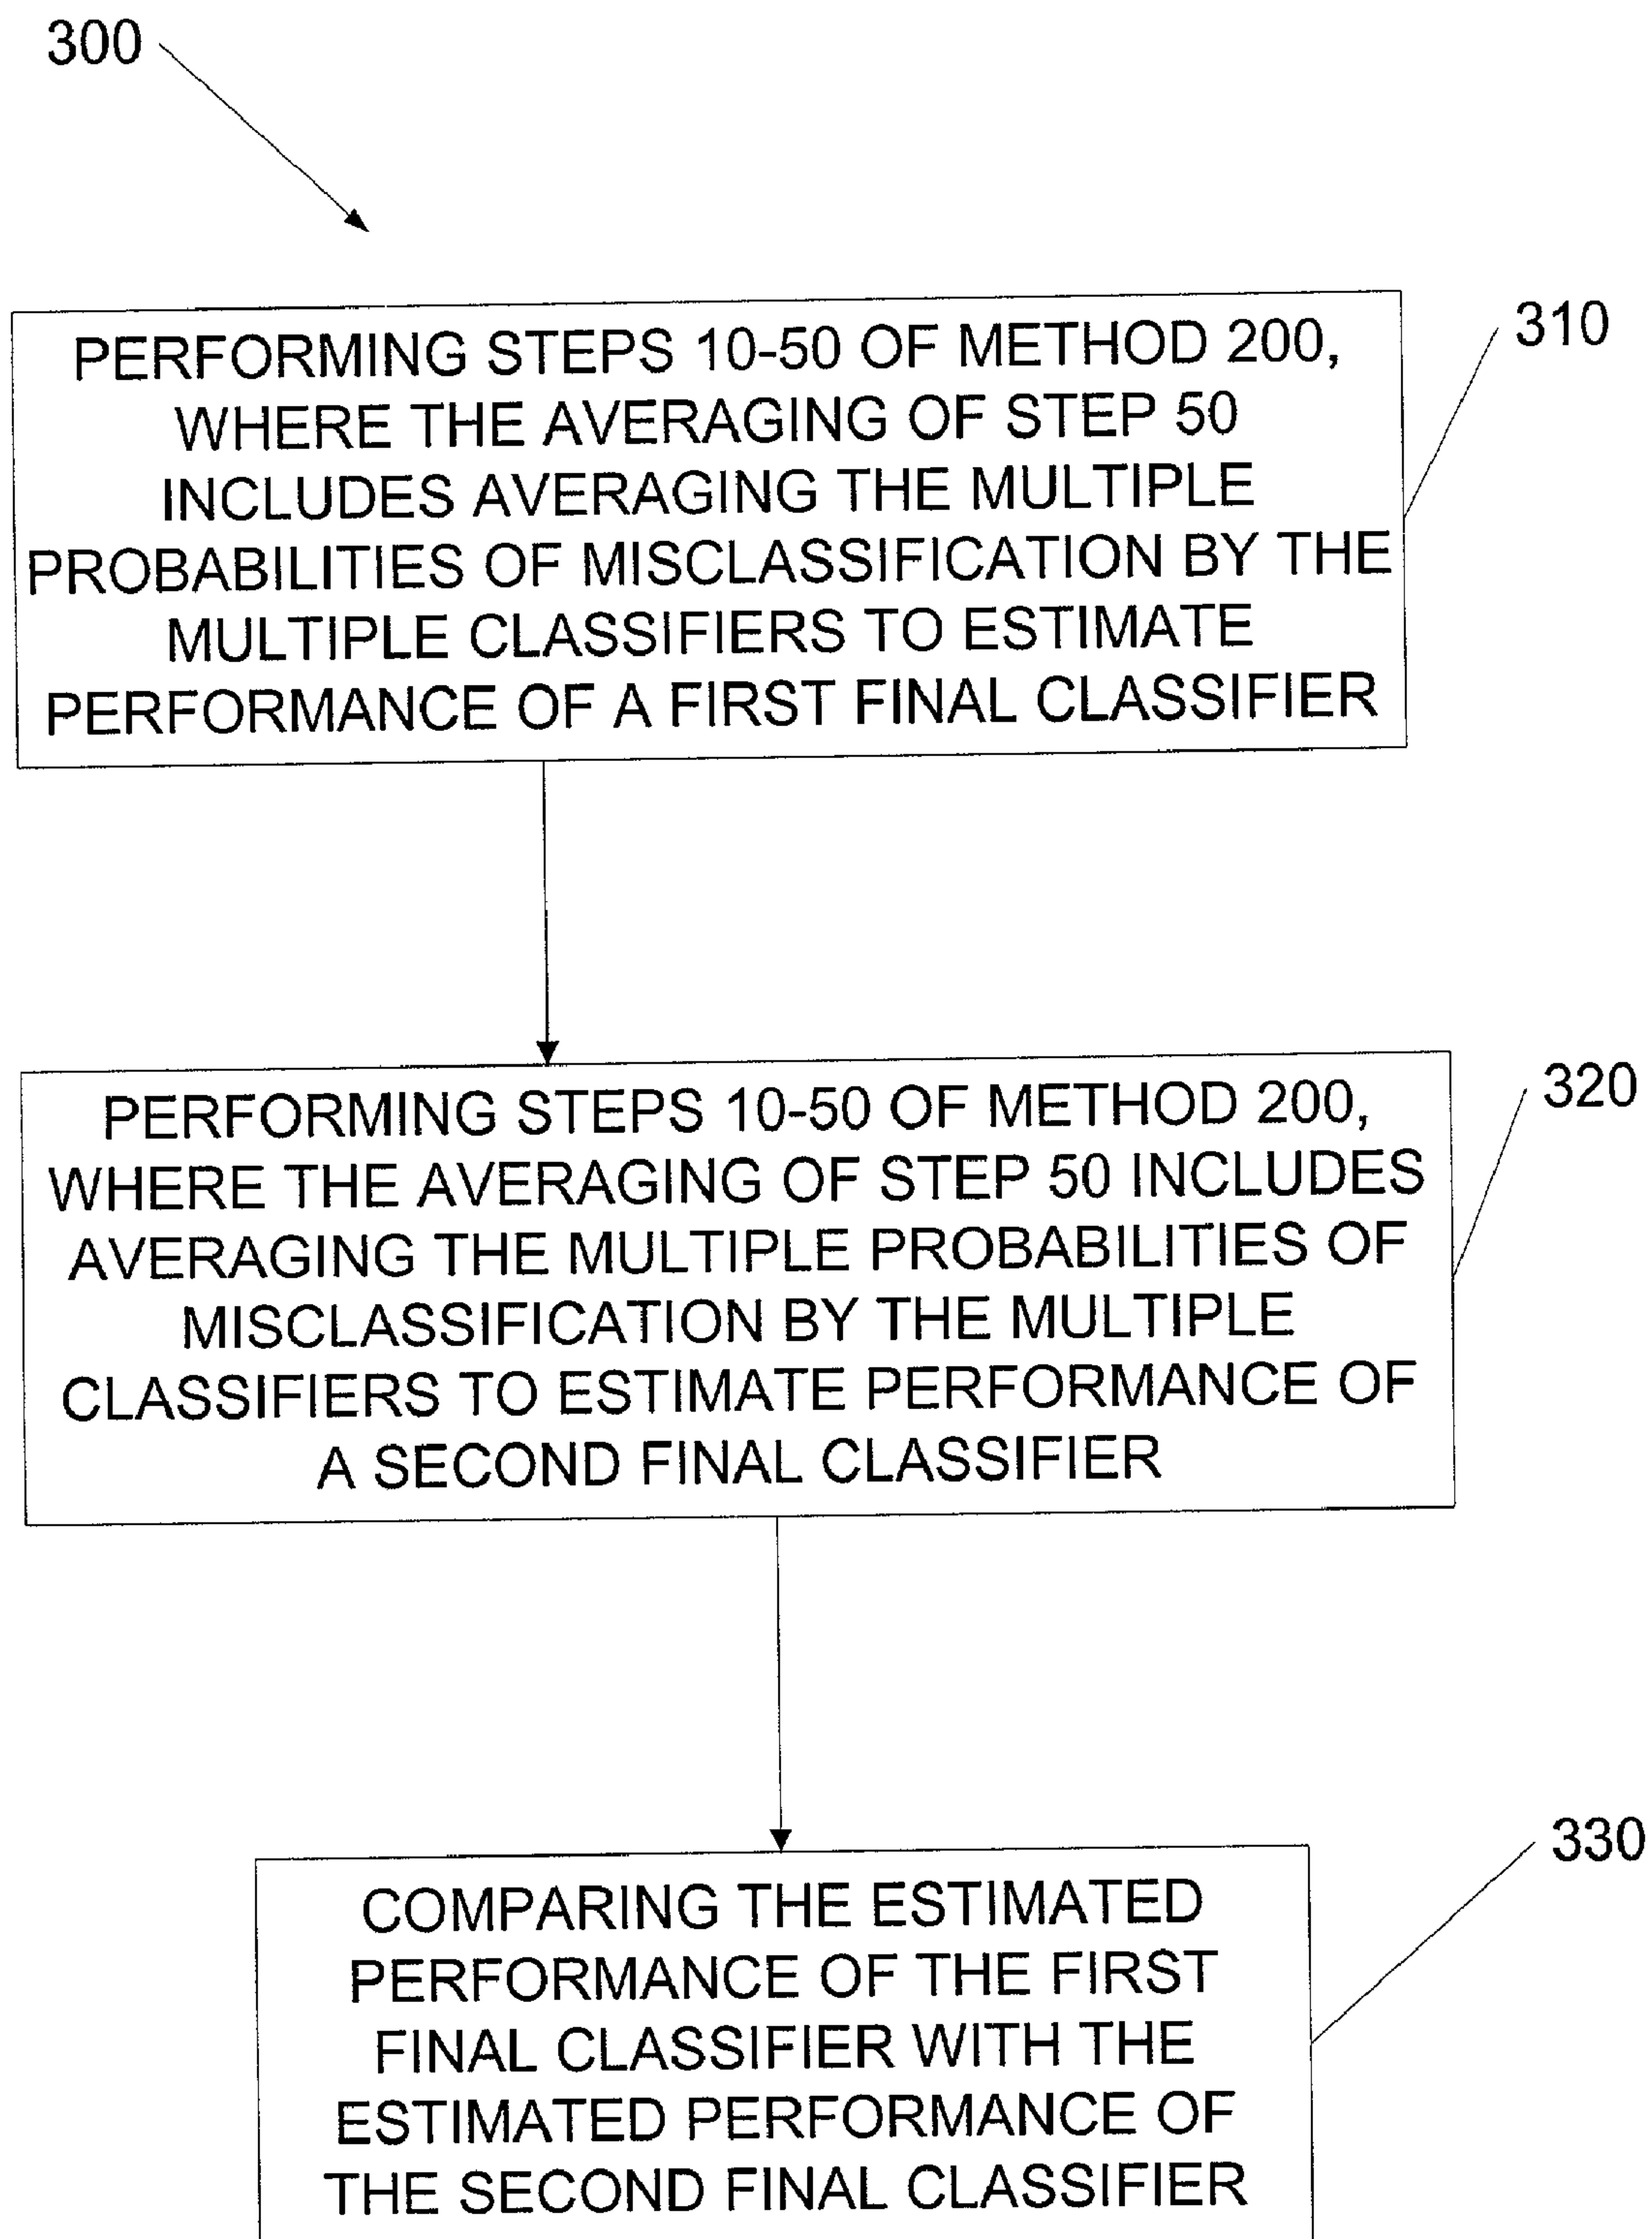 300
PERFORMING STEPS 10-50 OF METHOD 200,
WHERE THE AVERAGING OF STEP 50
INCLUDES AVERAGING THE MULTIPLE
PROBABILITIES OF MISCLASSIFICATION BY THE
MULTIPLE CLASSIFIERS TO ESTIMATE
PERFORMANCE OF A FIRST FINAL CLASSIFIER
310
PERFORMING STEPS 10-50 OF METHOD 200,
WHERE THE AVERAGING OF STEP 50 INCLUDES
AVERAGING THE MULTIPLE PROBABILITIES OF
MISCLASSIFICATION BY THE MULTIPLE
CLASSIFIERS TO ESTIMATE PERFORMANCE OF
A SECOND FINAL CLASSIFIER
320
COMPARING THE ESTIMATED
PERFORMANCE OF THE FIRST
FINAL CLASSIFIER WITH THE
ESTIMATED PERFORMANCE OF
THE SECOND FINAL CLASSIFIER
330